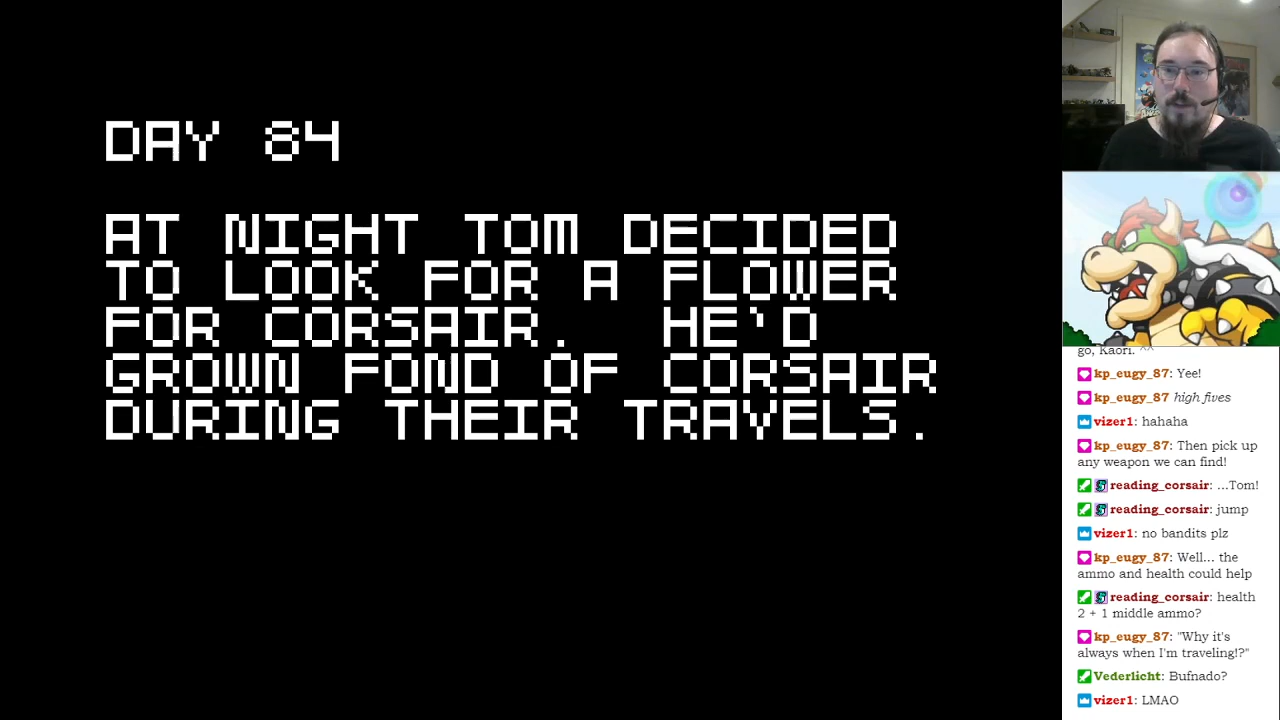 DAY 84
AT NIGHT TOM DECIDED
TO LOOK FOR A FLOWER
FOR CORSAIR. HE'D
GROWN FOND OF CORSAIR
DURING THEIR TRAVELS.
go, Kaori. ^^
kp_eugy_87: Yee!
kp_eugy_87 high fives
vizer1: hahaha
kp_eugy_87: Then pick up
any weapon we can find!
reading_corsair: ...Tom!
reading_corsair: jump
vizer1: no bandits plz
kp_eugy_87: Well... the
ammo and health could help
reading_corsair: health
2 + 1 middle ammo?
kp_eugy_87: "Why it's
always when I'm traveling!?"
Vederlicht: Bufnado?
vizer1: LMAO